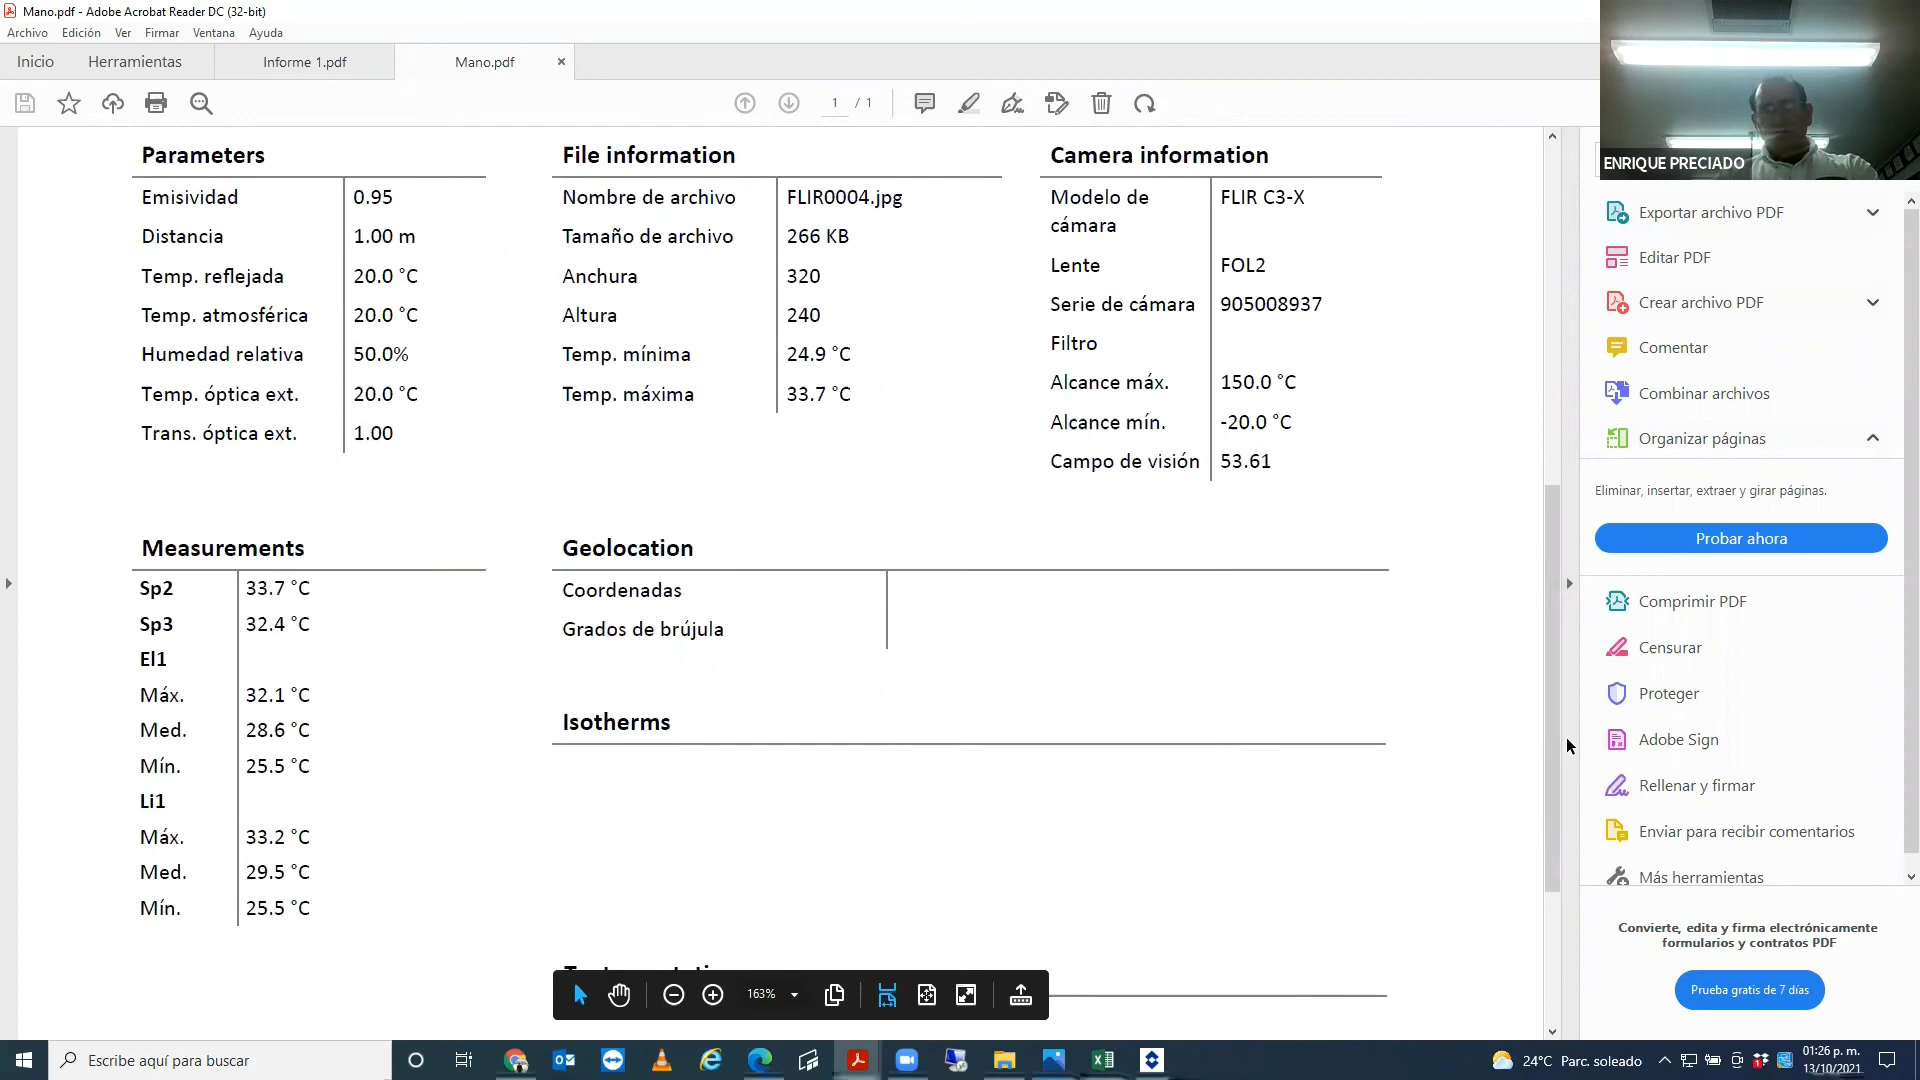 Mano.pdf - Adobe Acrobat Reader DC (32-bit)
Archivo Edición Ver Firmar Ventana Ayuda
Inicio Herramientas Informe 1.pdf Mano.pdf ×
1 / 1
ENRIQUE PRECIADO
Parameters
Emisividad 0.95
Distancia 1.00 m
Temp. reflejada 20.0 °C
Temp. atmosférica 20.0 °C
Humedad relativa 50.0%
Temp. óptica ext. 20.0 °C
Trans. óptica ext. 1.00
File information
Nombre de archivo FLIR0004.jpg
Tamaño de archivo 266 KB
Anchura 320
Altura 240
Temp. mínima 24.9 °C
Temp. máxima 33.7 °C
Camera information
Modelo de cámara FLIR C3-X
Lente FOL2
Serie de cámara 905008937
Filtro
Alcance máx. 150.0 °C
Alcance mín. -20.0 °C
Campo de visión 53.61
Measurements
Sp2 33.7 °C
Sp3 32.4 °C
El1
Máx. 32.1 °C
Med. 28.6 °C
Mín. 25.5 °C
Li1
Máx. 33.2 °C
Med. 29.5 °C
Mín. 25.5 °C
Geolocation
Coordenadas
Grados de brújula
Isotherms
163%
Exportar archivo PDF
Editar PDF
Crear archivo PDF
Comentar
Combinar archivos
Organizar páginas
Eliminar, insertar, extraer y girar páginas.
Probar ahora
Comprimir PDF
Censurar
Proteger
Adobe Sign
Rellenar y firmar
Enviar para recibir comentarios
Más herramientas
Convierte, edita y firma electrónicamente
formularios y contratos PDF
Prueba gratis de 7 días
Escribe aquí para buscar
24°C Parc. soleado
01:26 p. m.
13/10/2021